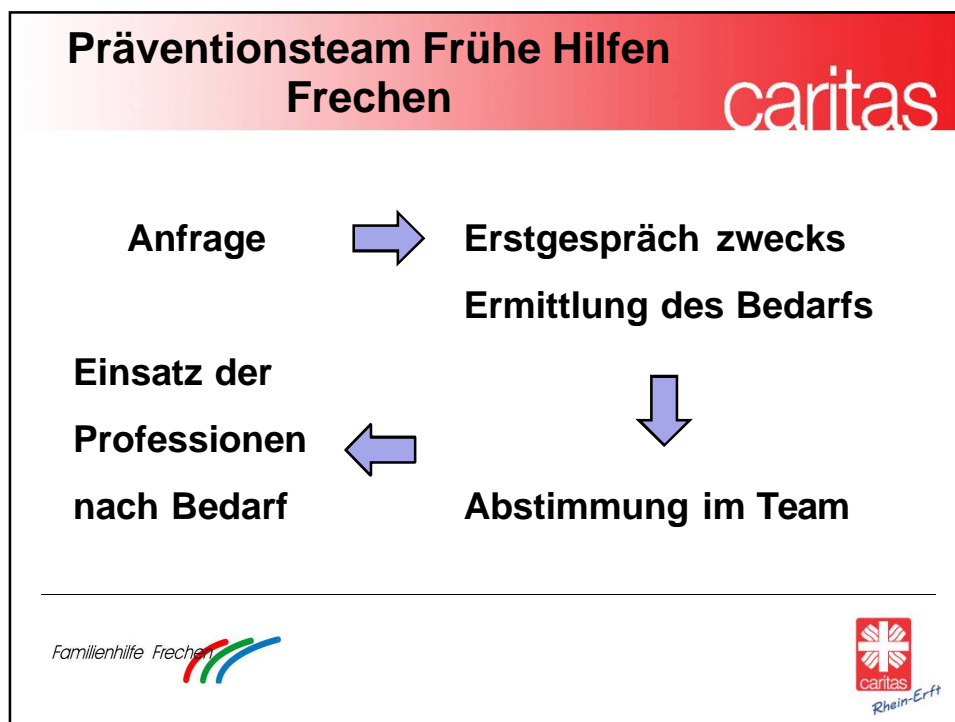 Präventionsteam Frühe Hilfen
Frechen
caritas
Anfrage
Erstgespräch zwecks
Ermittlung des Bedarfs
Abstimmung im Team
Einsatz der
Professionen
nach Bedarf
Familienhilfe Frechen
caritas
Rhein-Erft